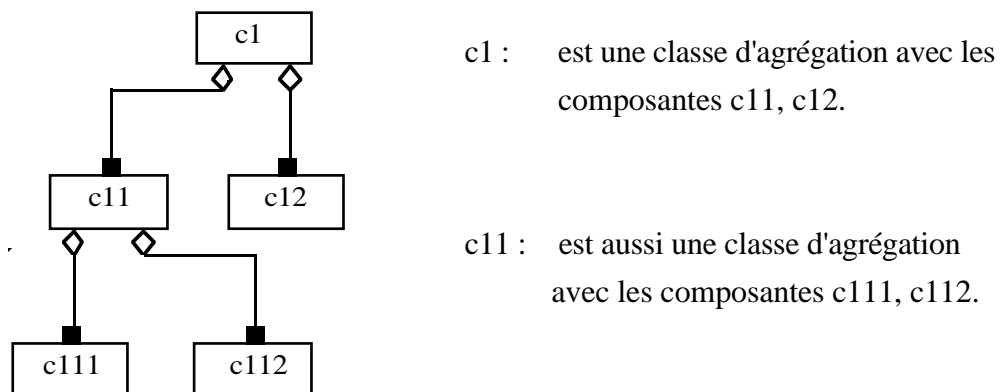 c1
c11
c12
c111
c112
c1 : est une classe d'agrégation avec les
composantes c11, c12.
c11 : est aussi une classe d'agrégation
avec les composantes c111, c112.